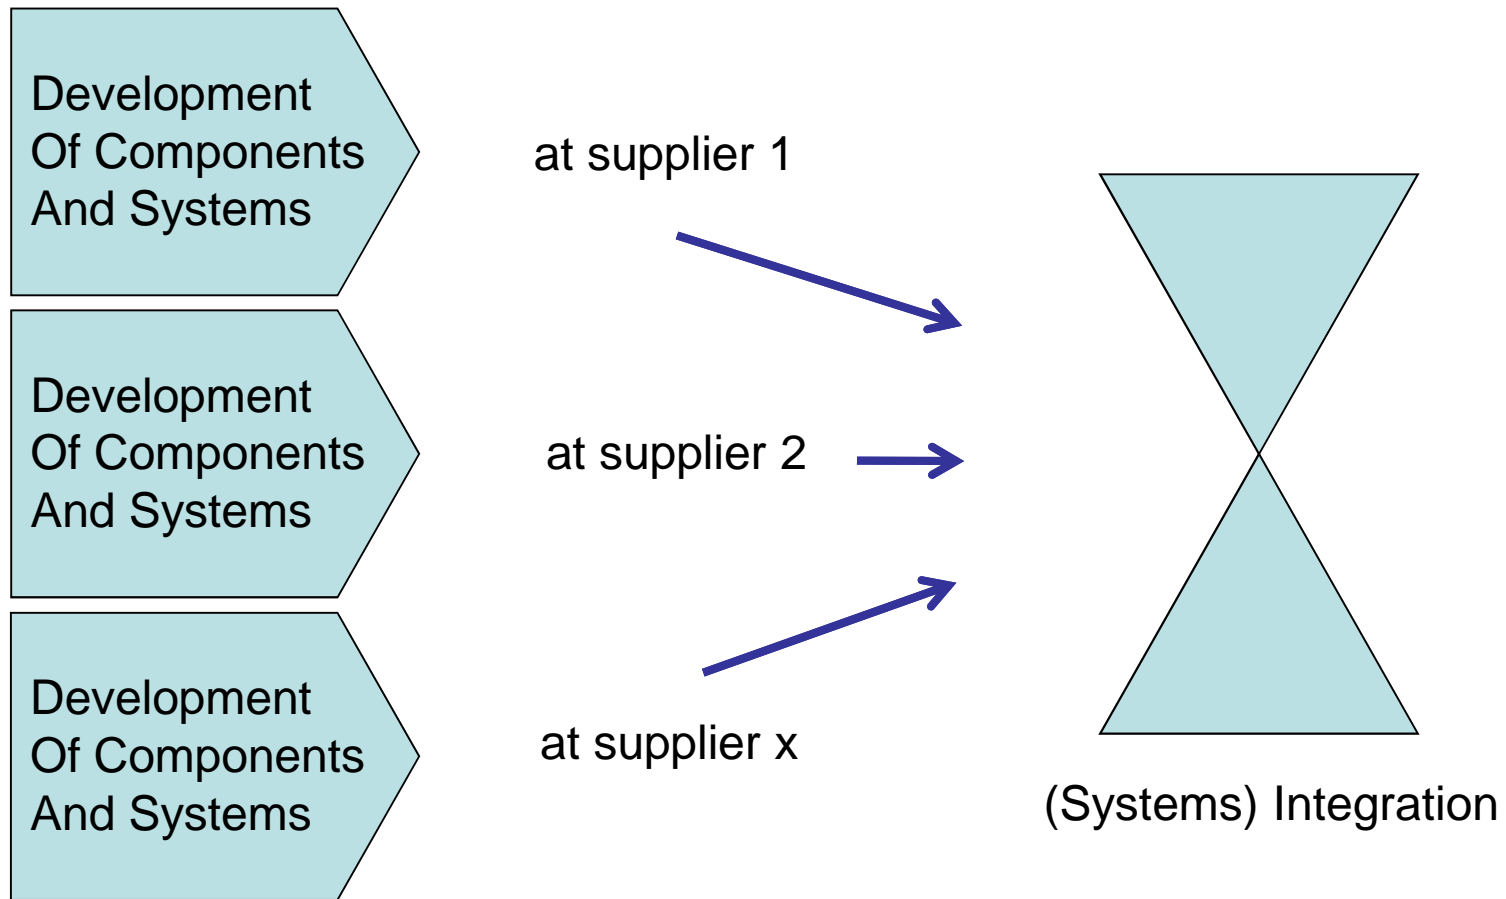 Development
Of Components
And Systems
at supplier 1
Development
Of Components
And Systems
at supplier 2
Development
Of Components
And Systems
at supplier x
(Systems) Integration